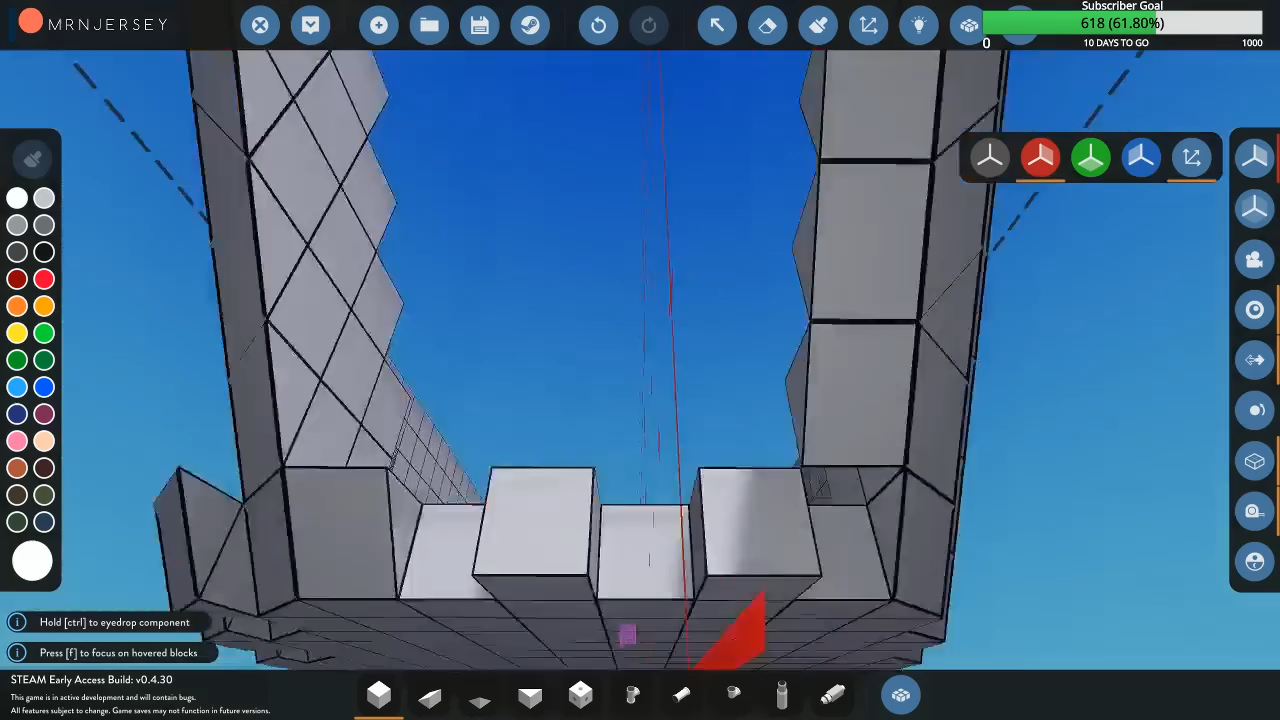 MRNJERSEY
Subscriber Goal
618 (61.80%)
0
10 DAYS TO GO
1000
Hold [ctrl] to eyedrop component
Press [f] to focus on hovered blocks
STEAM Early Access Build: v0.4.30
This game is in active development and will contain bugs.
All features subject to change. Game saves may not function in future versions.